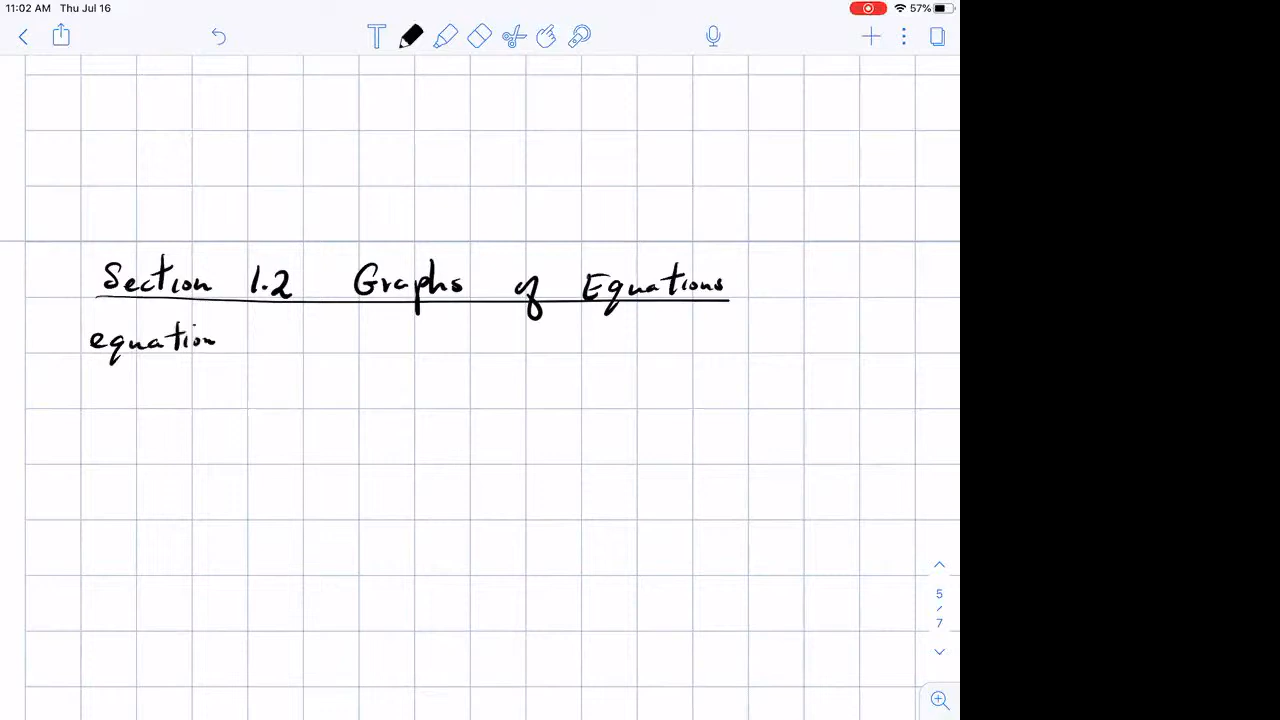 11:02 AM Thu Jul 16
57%
Section 1.2 Graphs of Equations
equation
5
/
7